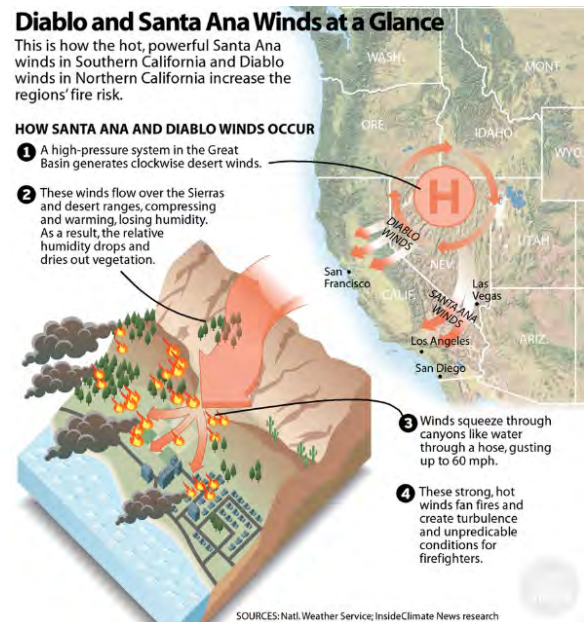 Diablo and Santa Ana Winds at a Glance
This is how the hot, powerful Santa Ana
winds in Southern California and Diablo
winds in Northern California increase the
regions' fire risk.
HOW SANTA ANA AND DIABLO WINDS OCCUR
1 A high-pressure system in the Great
Basin generates clockwise desert winds.
2 These winds flow over the Sierras
and desert ranges, compressing
and warming, losing humidity.
As a result, the relative
humidity drops and
dries out vegetation.
WASH.
MONT.
ORE.
IDAHO
WYO
H
DIABLO
WINDS
NEV.
UTAH
San
Francisco
CALIF.
SANTA ANA
WINDS
Las
Vegas
Los Angeles
ARIZ.
San Diego
3 Winds squeeze through
canyons like water
through a hose, gusting
up to 60 mph.
4 These strong, hot
winds fan fires and
create turbulence
and unpredicable
conditions for
firefighters.
SOURCES: Natl. Weather Service; InsideClimate News research